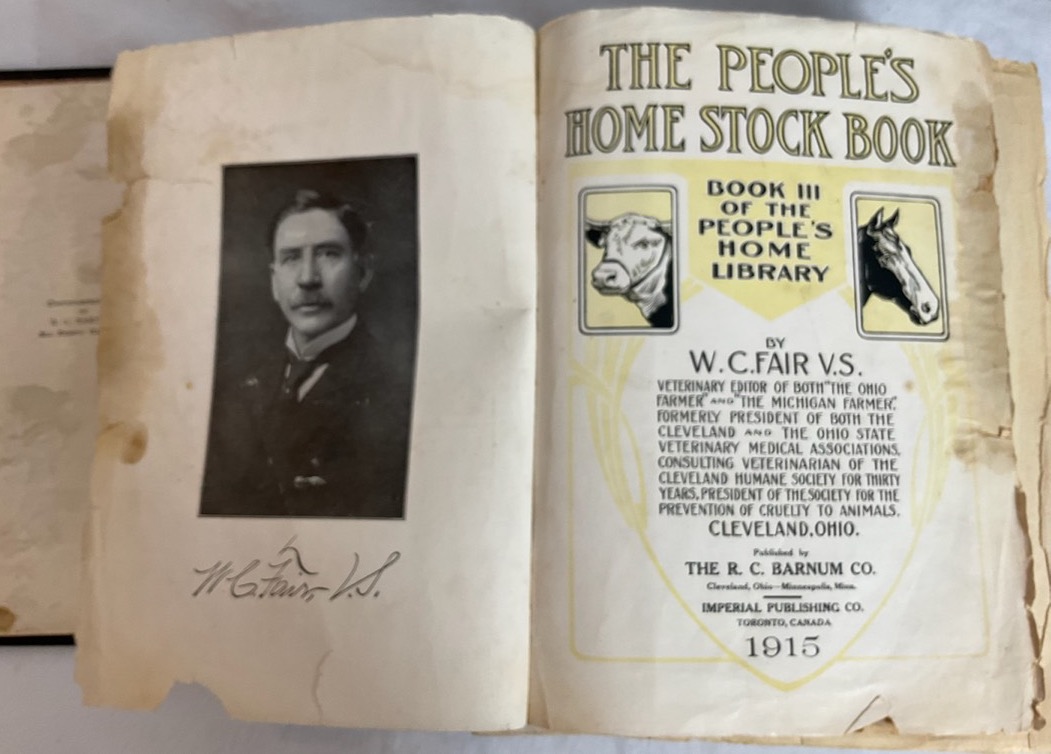 W. C. Fair, V.S.
THE PEOPLE'S
HOME STOCK BOOK
BOOK III
OF THE
PEOPLE'S
HOME
LIBRARY
BY
W. C. FAIR V.S.
VETERINARY EDITOR OF BOTH "THE OHIO
FARMER" AND "THE MICHIGAN FARMER",
FORMERLY PRESIDENT OF BOTH THE
CLEVELAND AND THE OHIO STATE
VETERINARY MEDICAL ASSOCIATIONS,
CONSULTING VETERINARIAN OF THE
CLEVELAND HUMANE SOCIETY FOR THIRTY
YEARS, PRESIDENT OF THE SOCIETY FOR THE
PREVENTION OF CRUELTY TO ANIMALS,
CLEVELAND, OHIO.
Published by
THE R. C. BARNUM CO.
Cleveland, Ohio—Minneapolis, Minn.
IMPERIAL PUBLISHING CO.
TORONTO, CANADA
1915